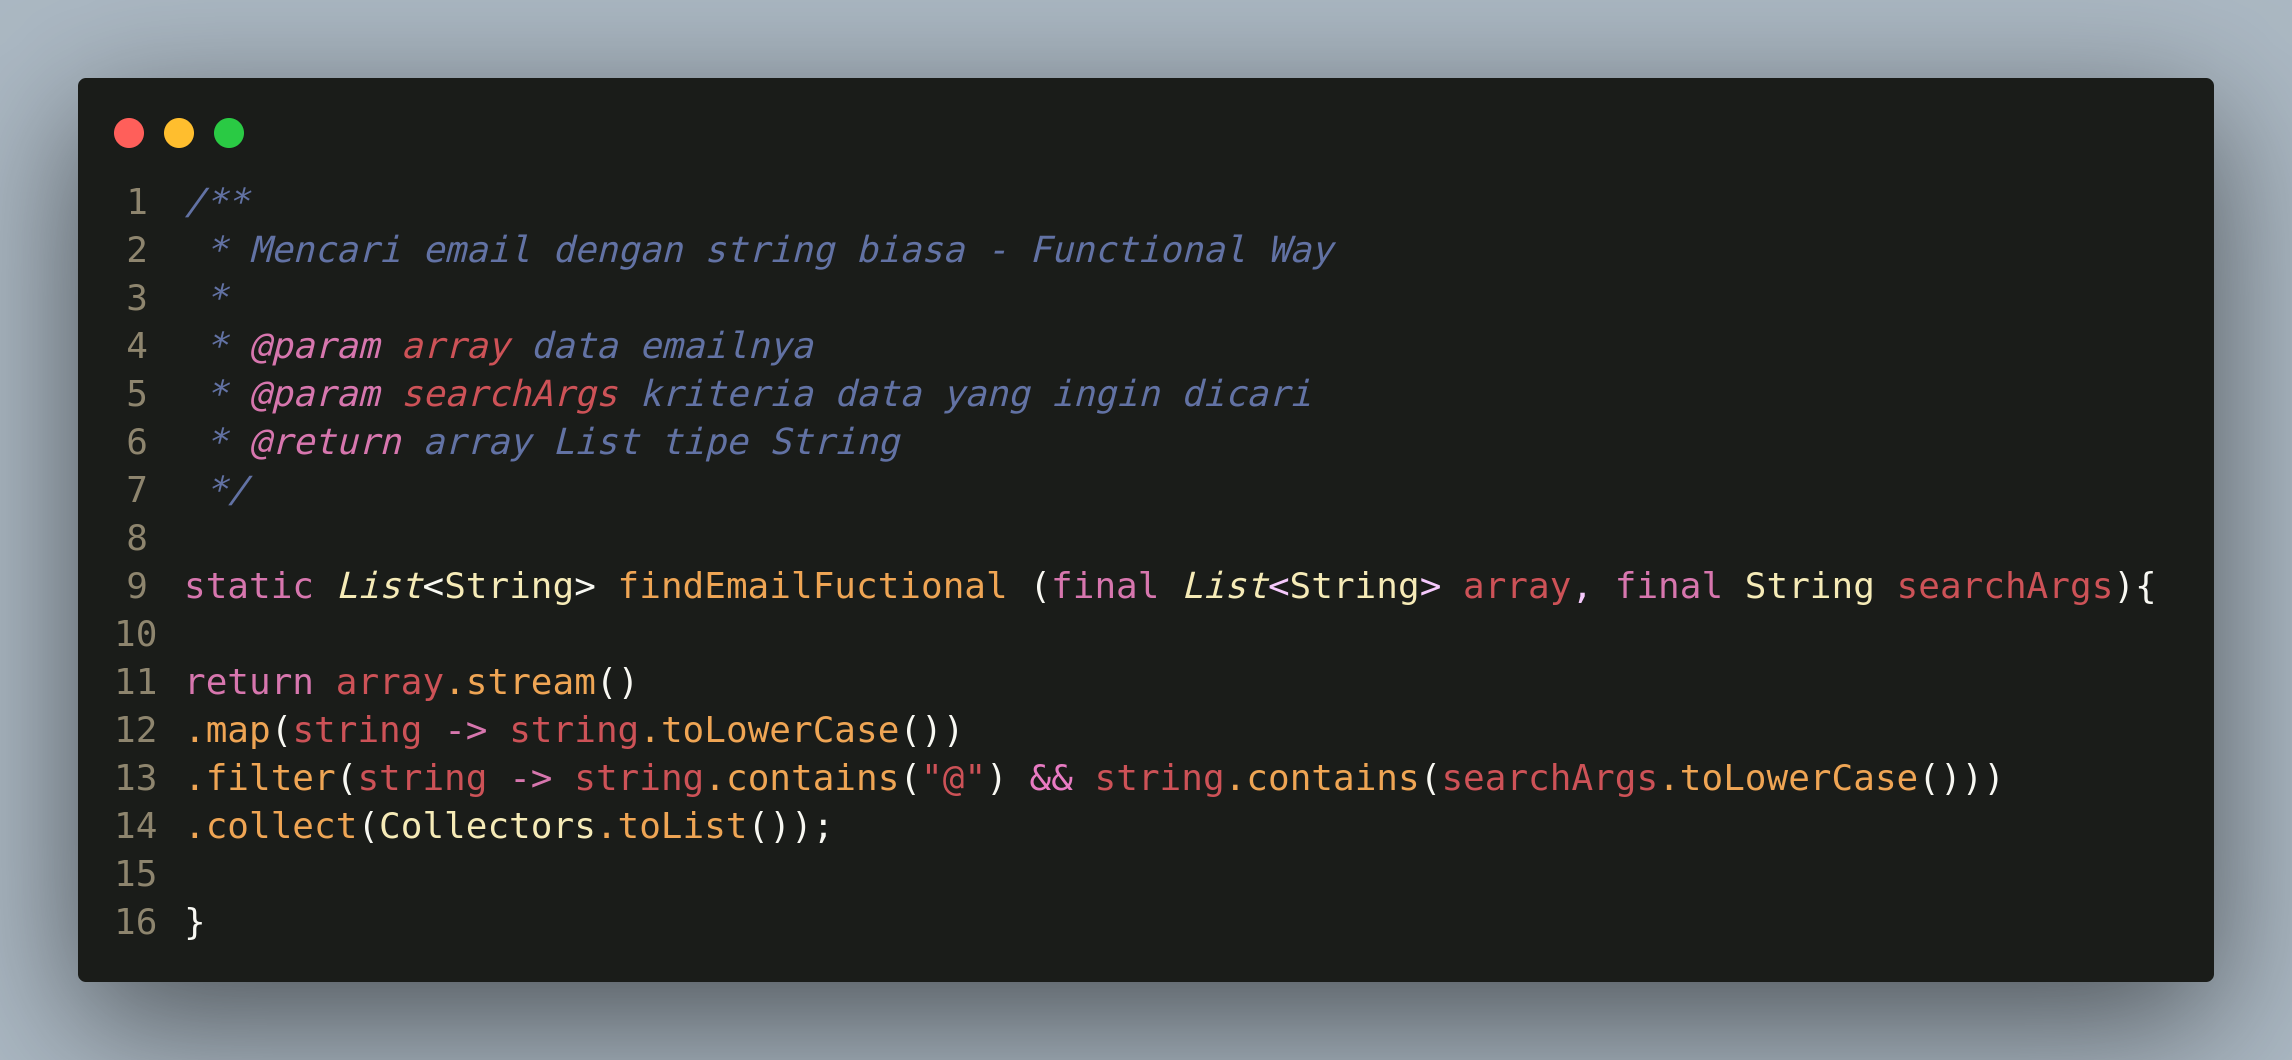 1 /**
2  * Mencari email dengan string biasa - Functional Way
3  *
4  * @param array data emailnya
5  * @param searchArgs kriteria data yang ingin dicari
6  * @return array List tipe String
7  */
8
9 static List<String> findEmailFuctional (final List<String> array, final String searchArgs){
10
11 return array.stream()
12 .map(string -> string.toLowerCase())
13 .filter(string -> string.contains("@") && string.contains(searchArgs.toLowerCase()))
14 .collect(Collectors.toList());
15
16 }